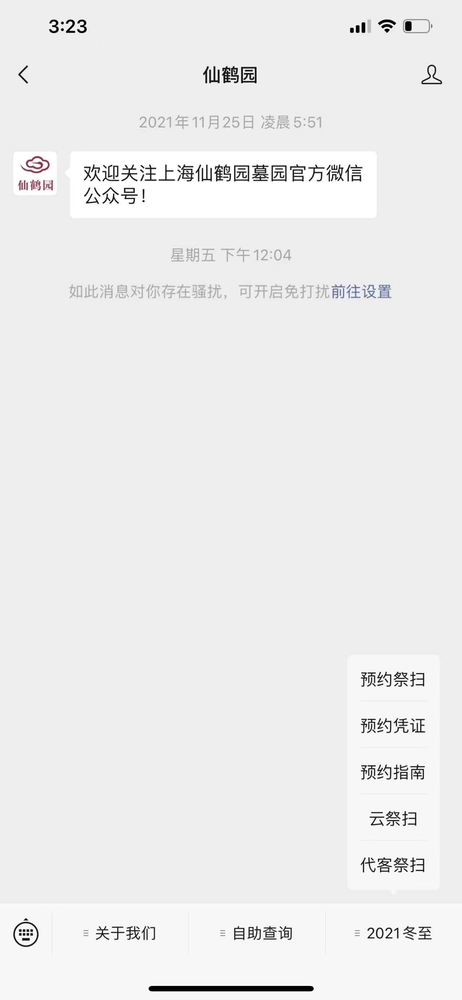 3:23
仙鹤园
2021年11月25日 凌晨5:51
仙鹤园
欢迎关注上海仙鹤园墓园官方微信
公众号！
星期五 下午12:04
如此消息对你存在骚扰，可开启免打扰前往设置
预约祭扫
预约凭证
预约指南
云祭扫
代客祭扫
关于我们
自助查询
2021冬至